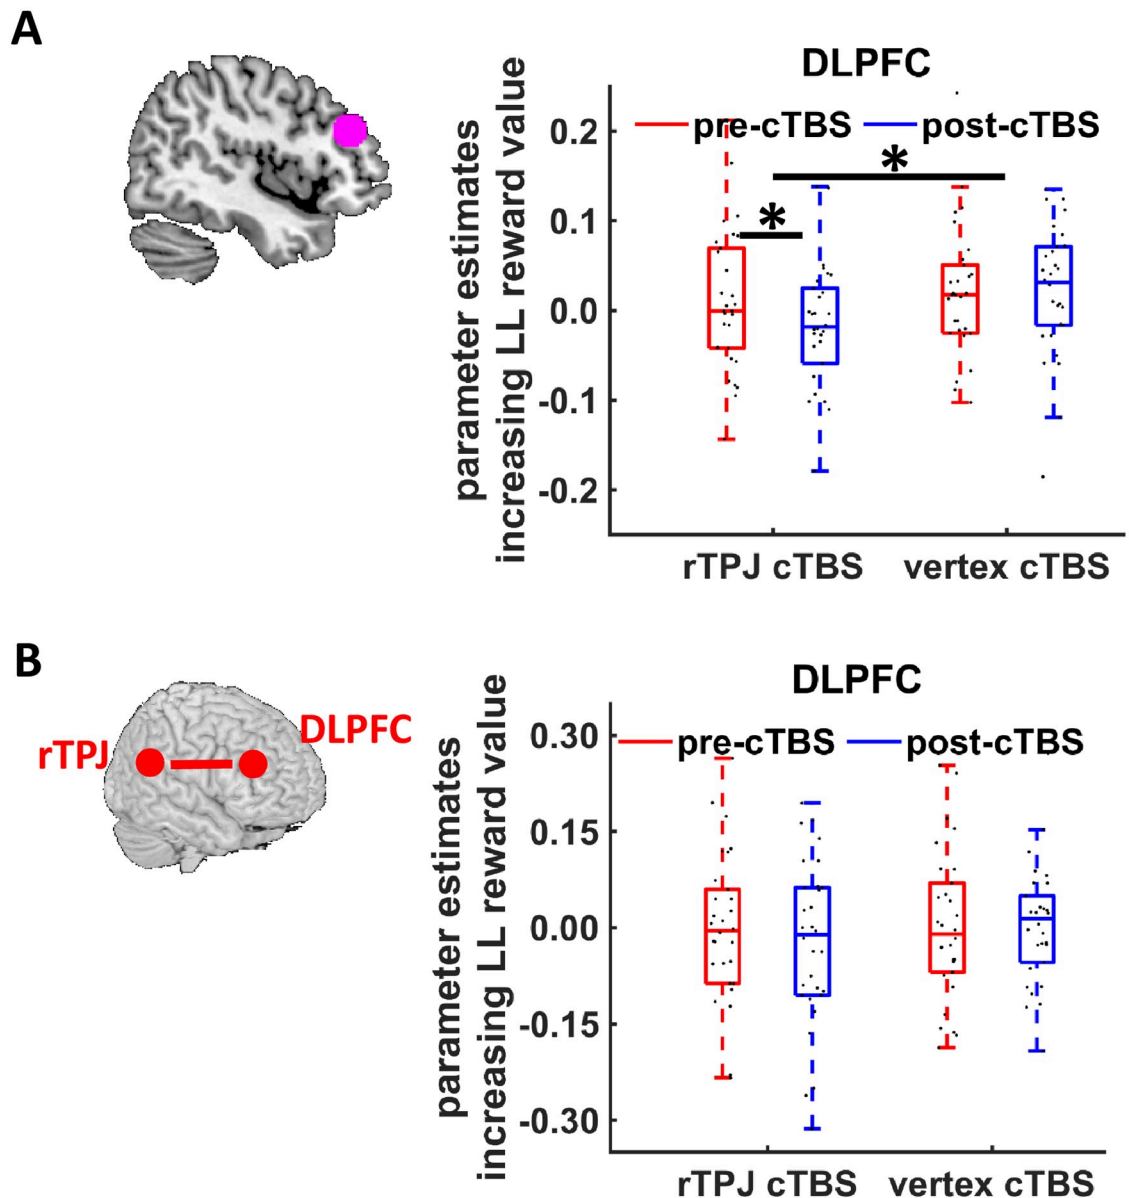 A
DLPFC
pre-cTBS
post-cTBS
parameter estimates
increasing LL reward value
0.2
0.1
0.0
-0.1
-0.2
*
*
rTPJ cTBS
vertex cTBS
B
rTPJ
DLPFC
DLPFC
pre-cTBS
post-cTBS
parameter estimates
increasing LL reward value
0.30
0.15
0.00
-0.15
-0.30
rTPJ cTBS
vertex cTBS